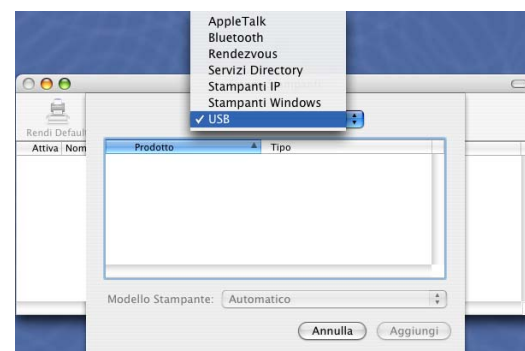 AppleTalk
Bluetooth
Rendezvous
Servizi Directory
Stampanti IP
Stampanti Windows
✓ USB
Rendi Default
Attiva Nom
Prodotto Tipo
Modello Stampante: Automatico
Annulla Aggiungi